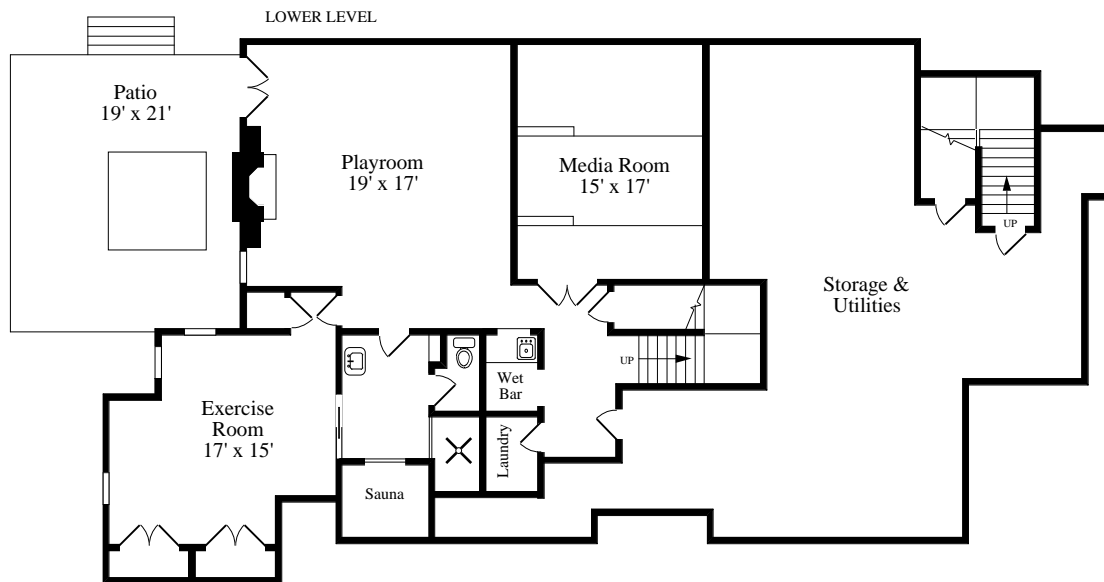 LOWER LEVEL
Patio
19' x 21'
Playroom
19' x 17'
Media Room
15' x 17'
UP
Storage &
Utilities
UP
Wet
Bar
Exercise
Room
17' x 15'
Laundry
Sauna